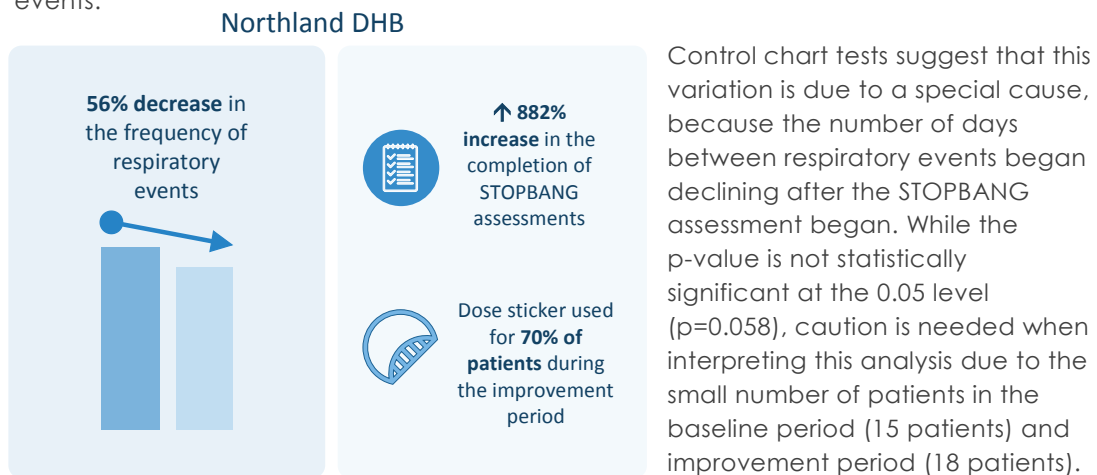 events.
Northland DHB
56% decrease in
the frequency of
respiratory
events
↑ 882%
increase in the
completion of
STOPBANG
assessments
Dose sticker used
for 70% of
patients during
the improvement
period
Control chart tests suggest that this
variation is due to a special cause,
because the number of days
between respiratory events began
declining after the STOPBANG
assessment began. While the
p-value is not statistically
significant at the 0.05 level
(p=0.058), caution is needed when
interpreting this analysis due to the
small number of patients in the
baseline period (15 patients) and
improvement period (18 patients).